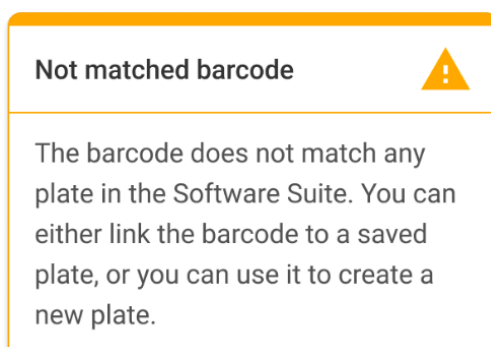 Not matched barcode
The barcode does not match any
plate in the Software Suite. You can
either link the barcode to a saved
plate, or you can use it to create a
new plate.